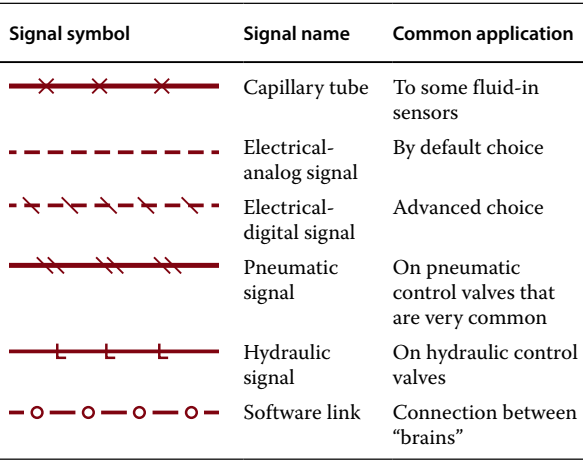 Signal symbol Signal name Common application
Capillary tube To some fluid-in
sensors
Electrical- By default choice
analog signal
Electrical- Advanced choice
digital signal
Pneumatic On pneumatic
signal control valves that
are very common
Hydraulic On hydraulic control
signal valves
Software link Connection between
“brains”